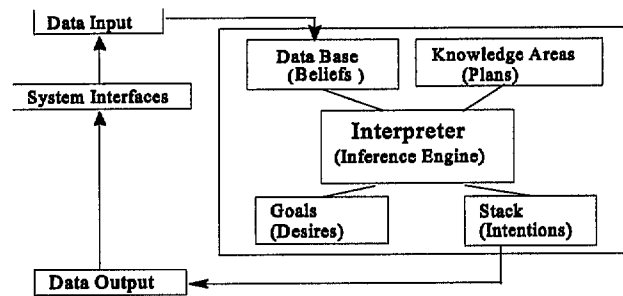 Data Input
Data Base
(Beliefs )
Knowledge Areas
(Plans)
System Interfaces
Interpreter
(Inference Engine)
Goals
(Desires)
Stack
(Intentions)
Data Output